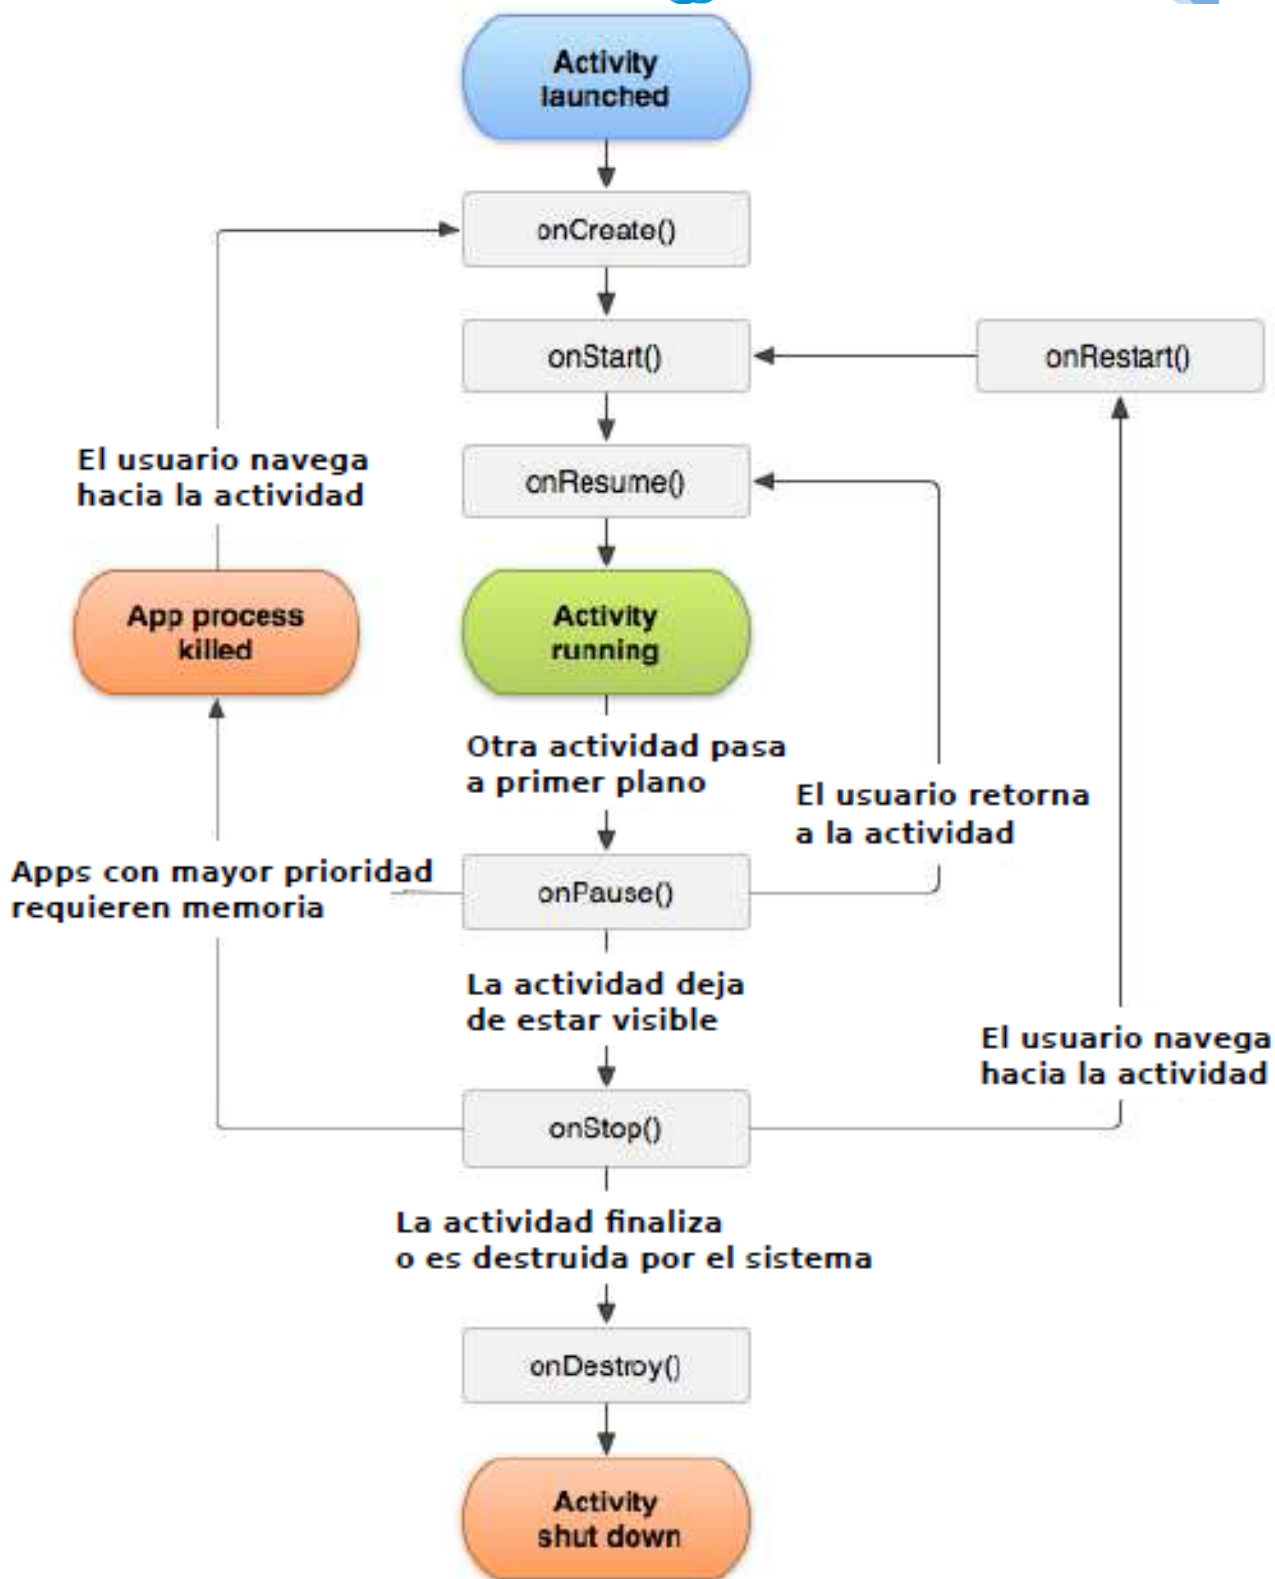 Activity
launched
onCreate()
onStart()
onRestart()
El usuario navega
hacia la actividad
onResume()
App process
killed
Activity
running
Otra actividad pasa
a primer plano
El usuario retorna
a la actividad
Apps con mayor prioridad
requieren memoria
onPause()
La actividad deja
de estar visible
El usuario navega
hacia la actividad
onStop()
La actividad finaliza
o es destruida por el sistema
onDestroy()
Activity
shut down